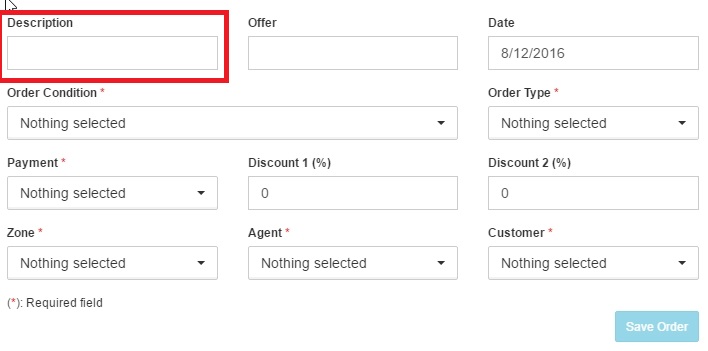 Description Offer Date
8/12/2016
Order Condition * Order Type *
Nothing selected Nothing selected
Payment * Discount 1 (%) Discount 2 (%)
Nothing selected 0 0
Zone * Agent * Customer *
Nothing selected Nothing selected Nothing selected
(*): Required field
Save Order